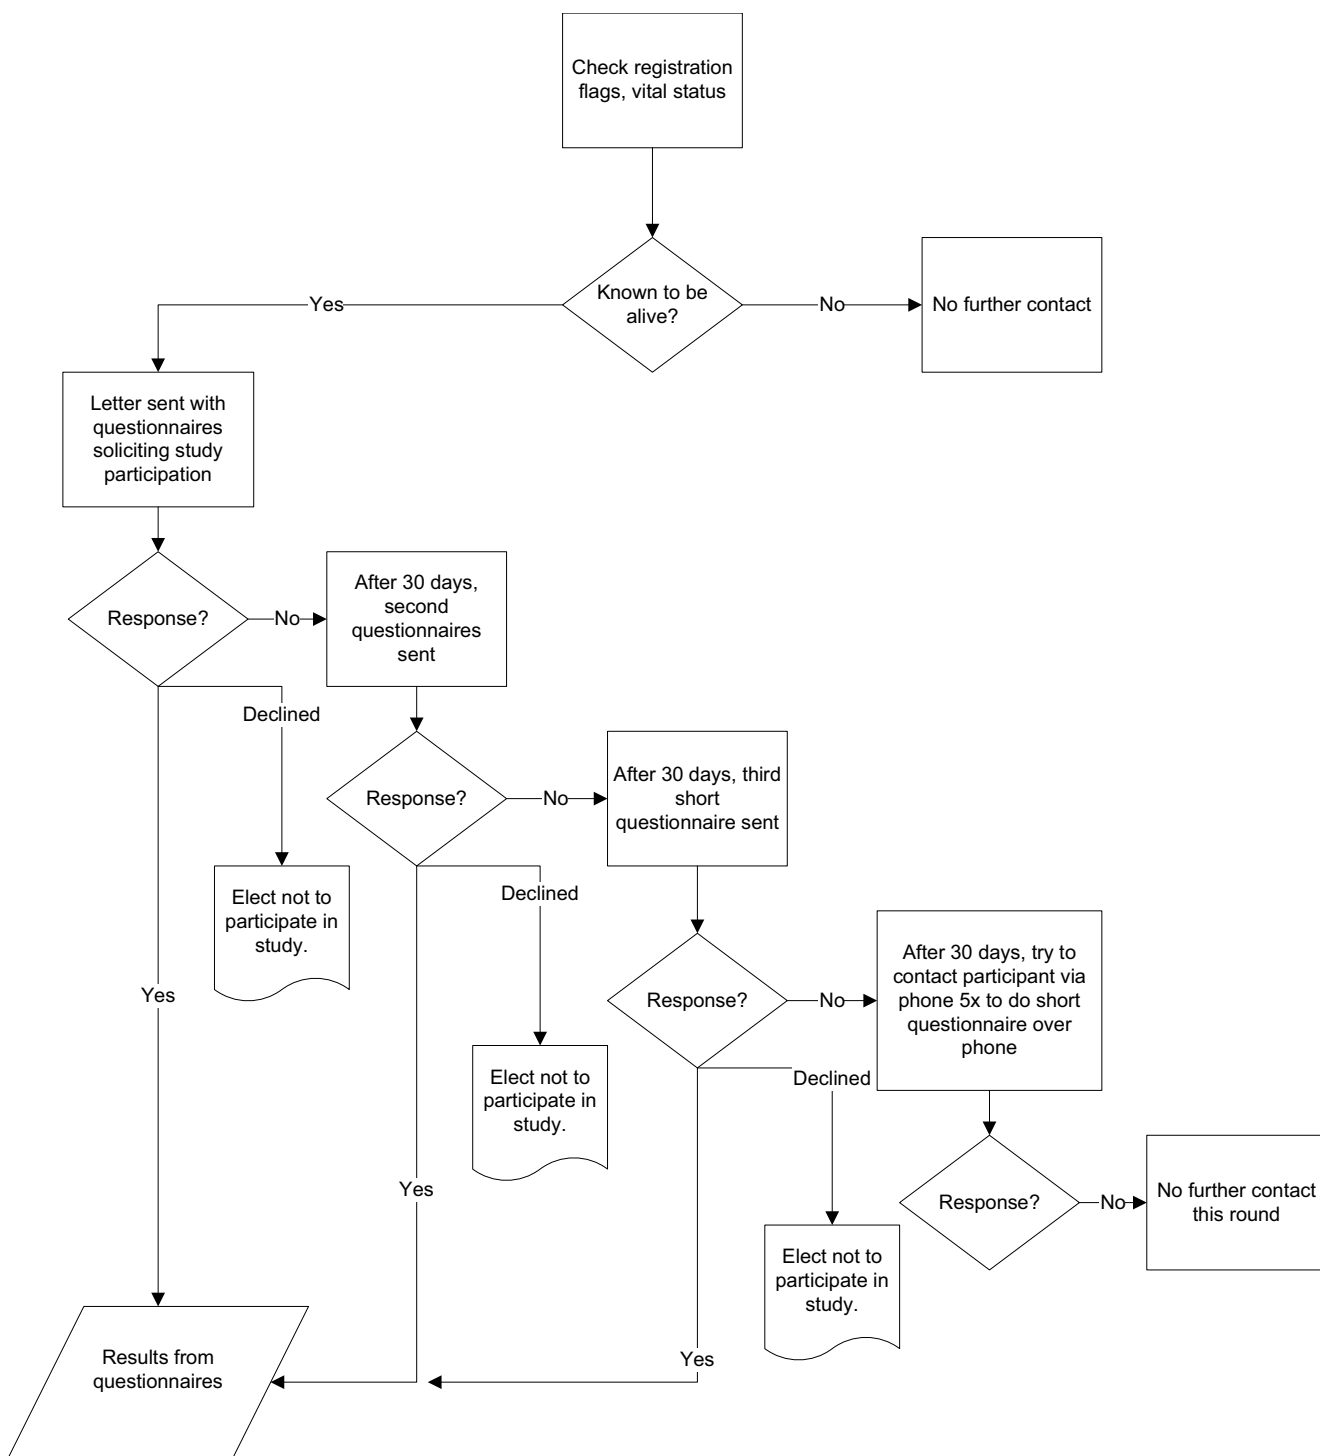 Check registration
flags, vital status
Known to be
alive?
Yes
No
No further contact
Letter sent with
questionnaires
soliciting study
participation
Response?
No
After 30 days,
second
questionnaires
sent
Declined
Response?
No
After 30 days, third
short
questionnaire sent
Elect not to
participate in
study.
Declined
Yes
Response?
No
After 30 days, try to
contact participant via
phone 5x to do short
questionnaire over
phone
Elect not to
participate in
study.
Declined
Yes
Response?
No
No further contact
this round
Elect not to
participate in
study.
Yes
Results from
questionnaires